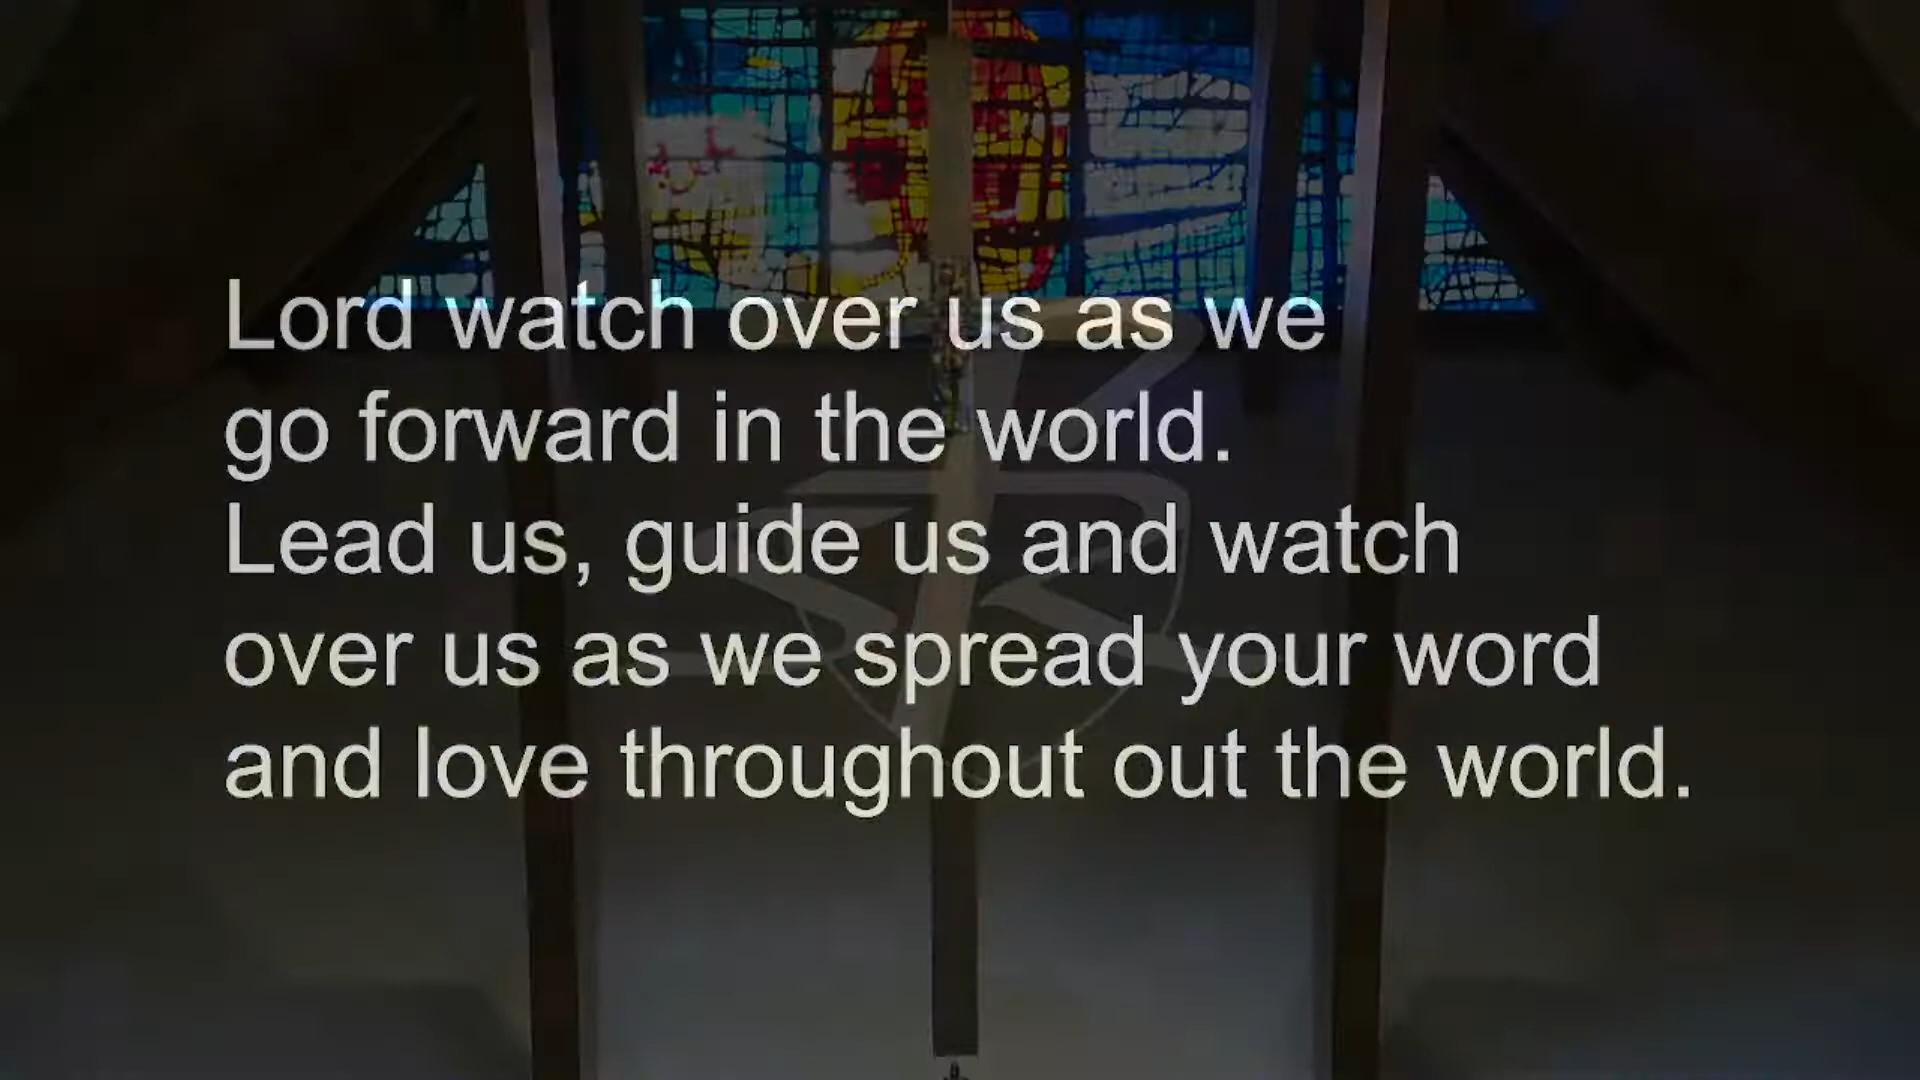 Lord watch over us as we
go forward in the world.
Lead us, guide us and watch
over us as we spread your word
and love throughout out the world.